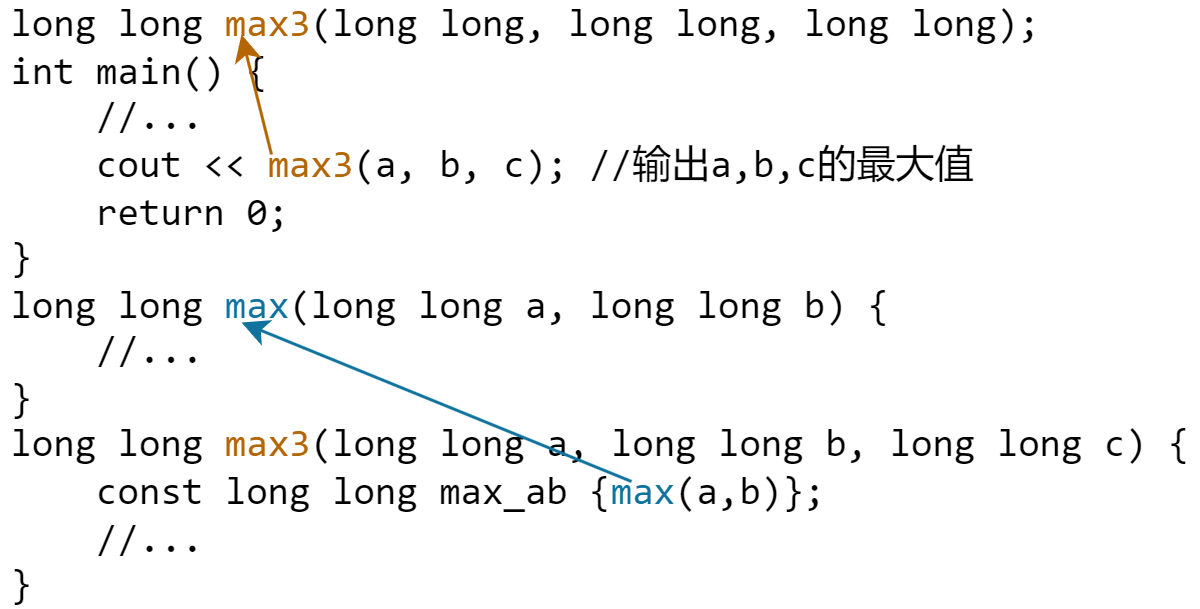 long long max3(long long, long long, long long);
int main() {
    //...
    cout << max3(a, b, c); //输出a,b,c的最大值
    return 0;
}
long long max(long long a, long long b) {
    //...
}
long long max3(long long a, long long b, long long c) {
    const long long max_ab {max(a,b)};
    //...
}